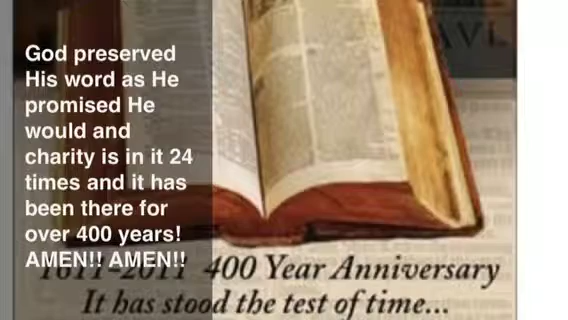 AVL
God preserved
His word as He
promised He
would and
charity is in it 24
times and it has
been there for
over 400 years!
AMEN!! AMEN!!
1611-2011 400 Year Anniversary
It has stood the test of time...